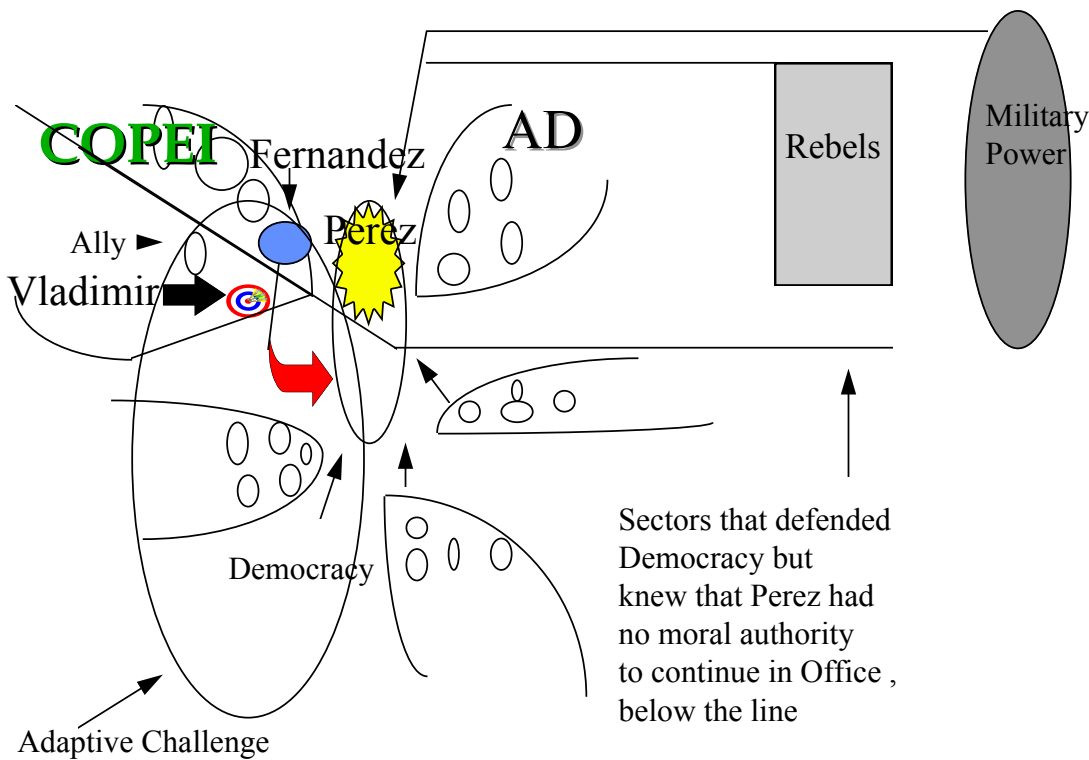 COPEI
Fernandez
AD
Rebels
Military
Power
Perez
Ally
Vladimir
Democracy
Sectors that defended
Democracy but
knew that Perez had
no moral authority
to continue in Office ,
below the line
Adaptive Challenge